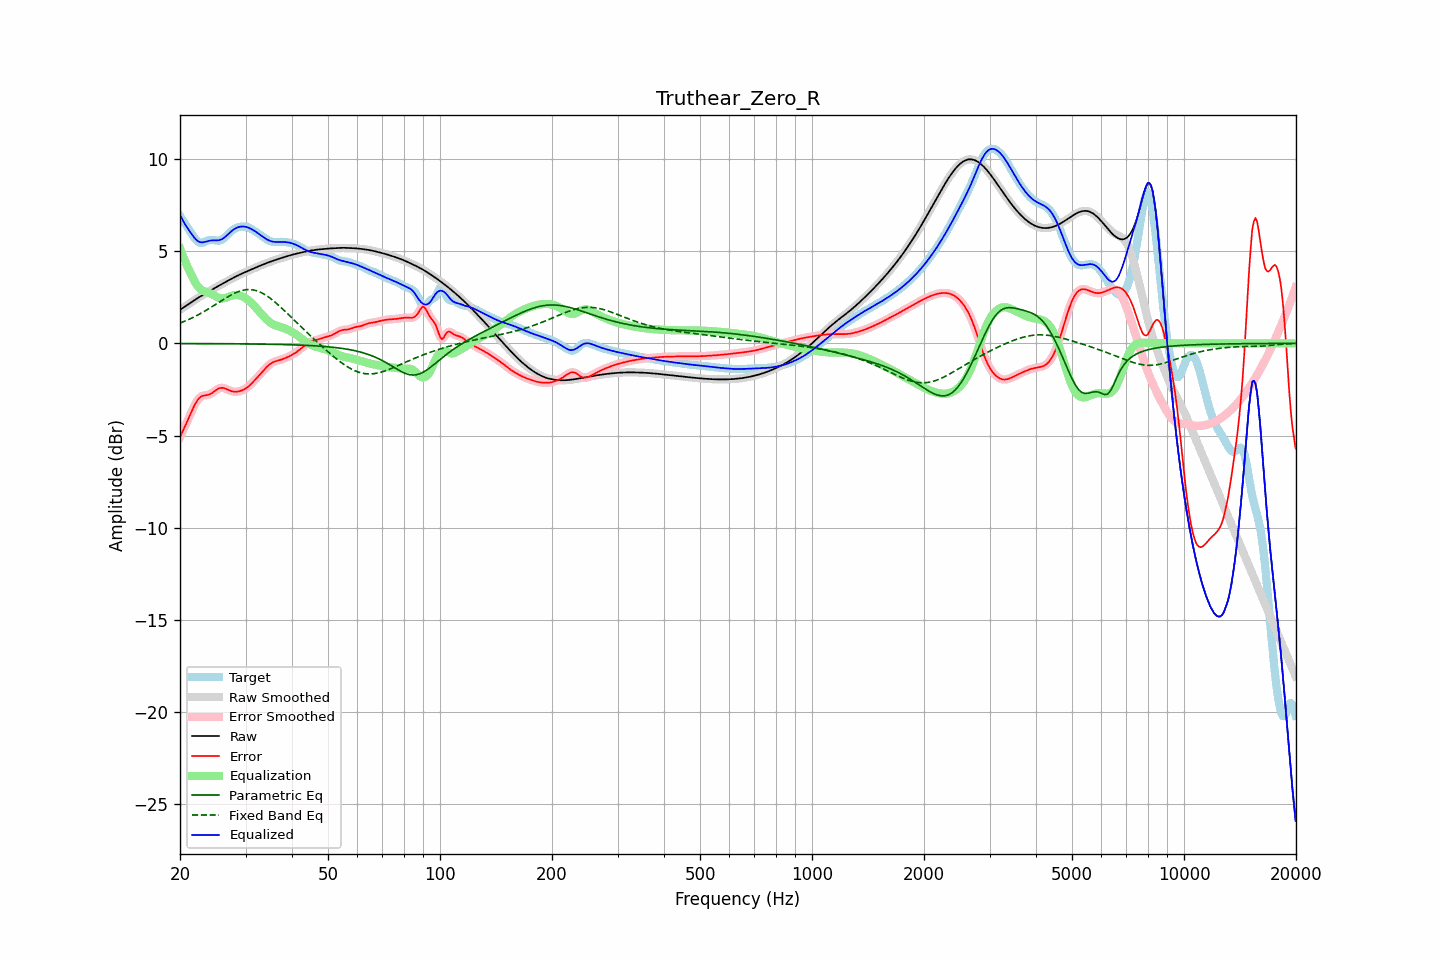 Truthear_Zero_R
Amplitude (dBr)
10
5
0
−5
−10
−15
−20
−25
Target
Raw Smoothed
Error Smoothed
Raw
Error
Equalization
Parametric Eq
Fixed Band Eq
Equalized
20 50 100 200 500 1000 2000 5000 10000 20000
Frequency (Hz)